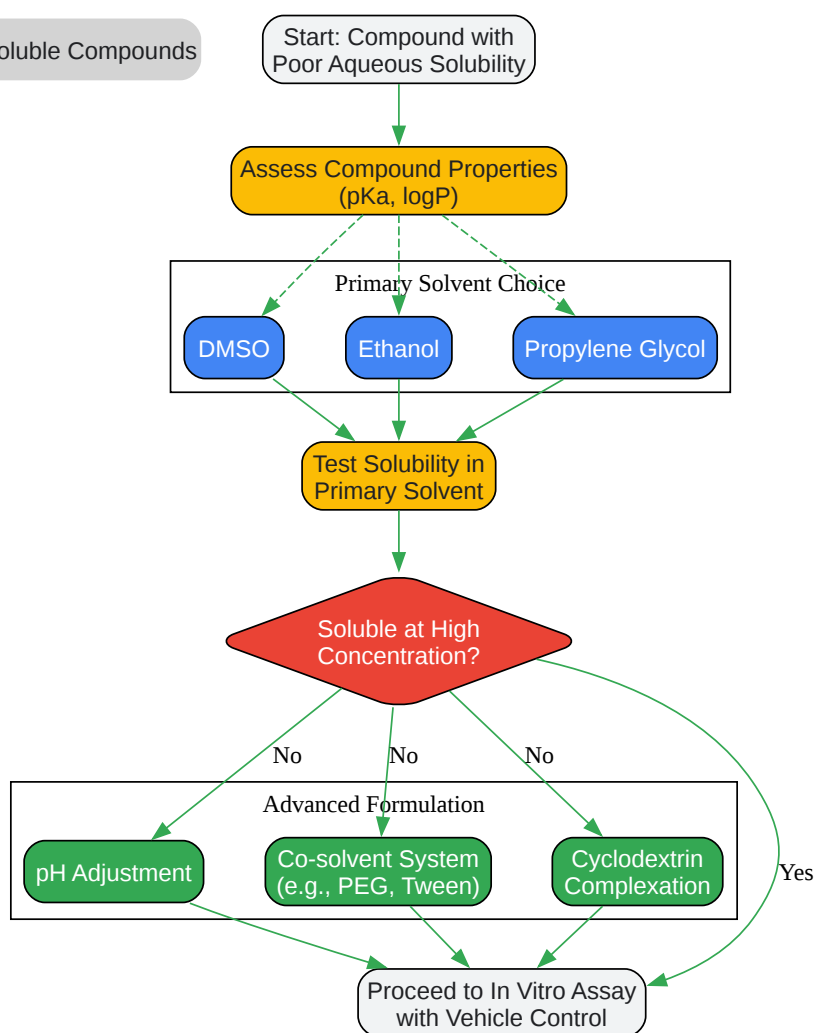 Soluble Compounds
Start: Compound with
Poor Aqueous Solubility
Assess Compound Properties
(pKa, logP)
Primary Solvent Choice
DMSO
Ethanol
Propylene Glycol
Test Solubility in
Primary Solvent
Soluble at High
Concentration?
No
No
No
Advanced Formulation
pH Adjustment
Co-solvent System
(e.g., PEG, Tween)
Cyclodextrin
Complexation
Yes
Proceed to In Vitro Assay
with Vehicle Control